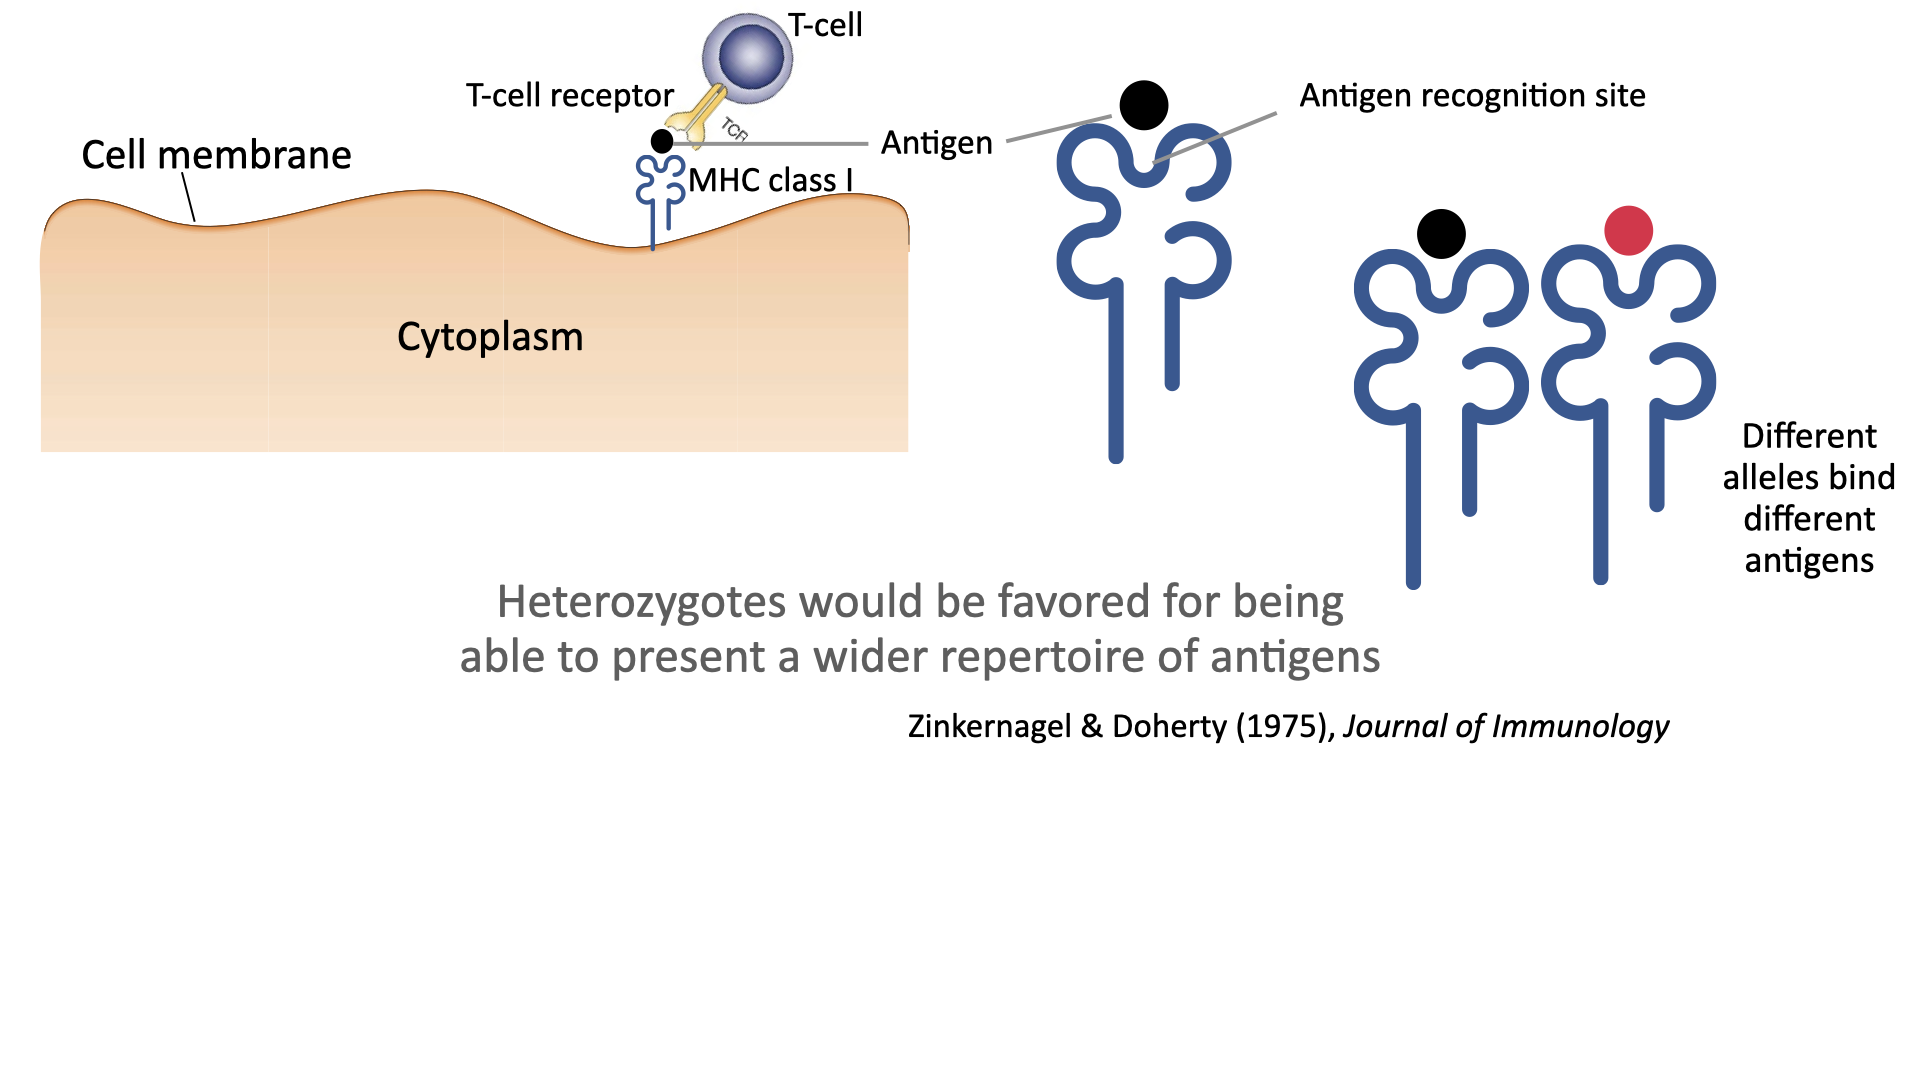 T-cell
T-cell receptor
TCR
Antigen recognition site
Antigen
Cell membrane
MHC class I
Cytoplasm
Different
alleles bind
different
antigens
Heterozygotes would be favored for being
able to present a wider repertoire of antigens
Zinkernagel & Doherty (1975), Journal of Immunology